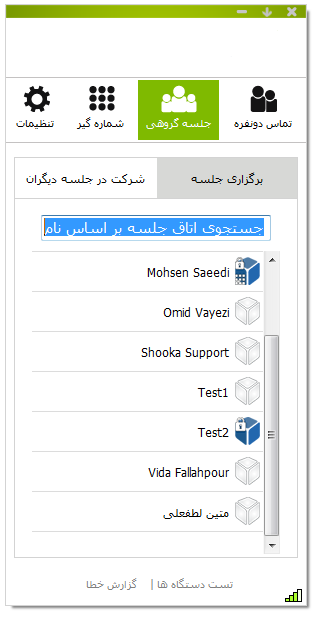 تماس دونفره
جلسه گروهی
شماره گیر
تنظیمات
برگزاری جلسه
شرکت در جلسه دیگران
جستجوی اتاق جلسه بر اساس نام
Mohsen Saeedi
Omid Vayezi
Shooka Support
Test1
Test2
Vida Fallahpour
متین لطفعلی
تست دستگاه ها | گزارش خطا